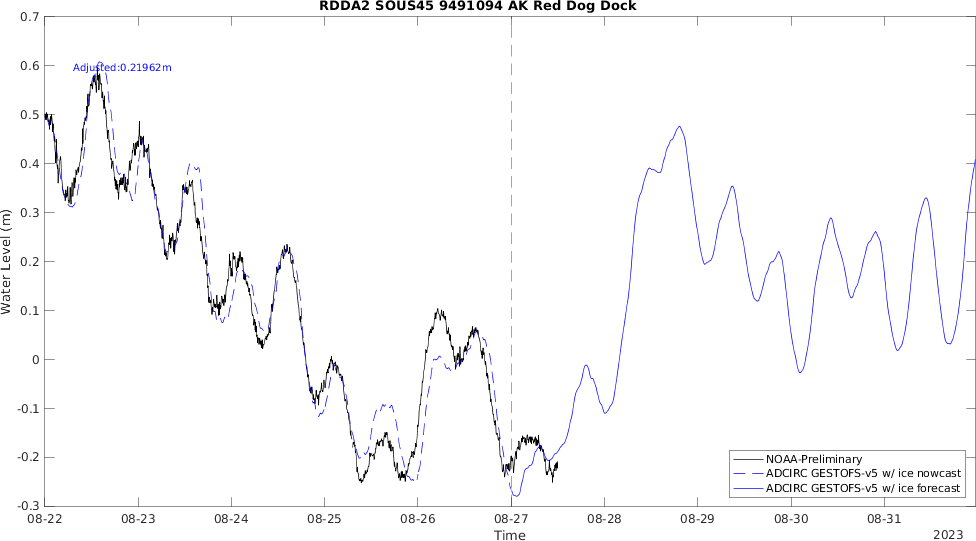 RDDA2 SOUS45 9491094 AK Red Dog Dock
0.7
0.6
0.5
0.4
0.3
0.2
0.1
0
-0.1
-0.2
-0.3
Water Level (m)
Adjusted:0.21962m
NOAA-Preliminary
ADCIRC GESTOFS-v5 w/ ice nowcast
ADCIRC GESTOFS-v5 w/ ice forecast
08-22 08-23 08-24 08-25 08-26 08-27 08-28 08-29 08-30 08-31
Time
2023